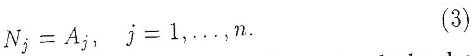 N_j = A_j, j = 1, ..., n. (3)